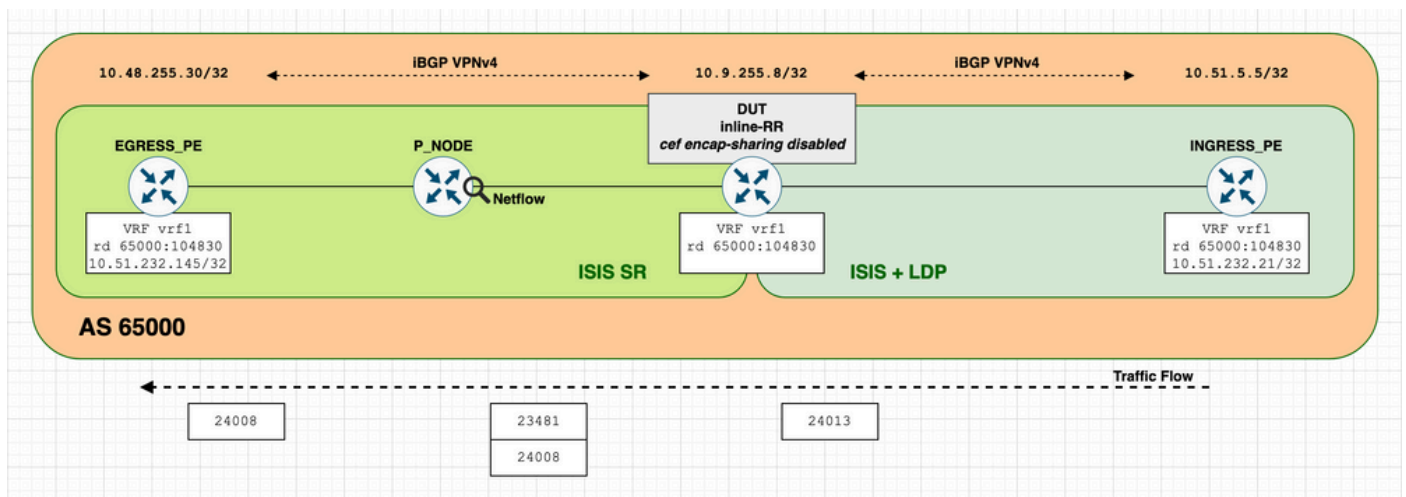 10.48.255.30/32
iBGP VPNv4
10.9.255.8/32
iBGP VPNv4
10.51.5.5/32
DUT
inline-RR
cef encap-sharing disabled
EGRESS_PE
P_NODE
INGRESS_PE
Netflow
VRF vrf1
rd 65000:104830
10.51.232.145/32
VRF vrf1
rd 65000:104830
VRF vrf1
rd 65000:104830
10.51.232.21/32
ISIS SR
ISIS + LDP
AS 65000
Traffic Flow
24008
23481
24008
24013